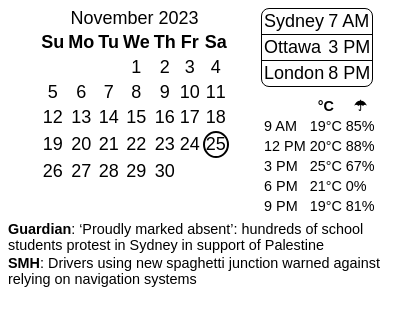 November 2023
Su Mo Tu We Th Fr Sa
1 2 3 4
5 6 7 8 9 10 11
12 13 14 15 16 17 18
19 20 21 22 23 24 25
26 27 28 29 30
Sydney 7 AM
Ottawa 3 PM
London 8 PM
°C ☂
9 AM 19°C 85%
12 PM 20°C 88%
3 PM 25°C 67%
6 PM 21°C 0%
9 PM 19°C 81%
Guardian: ‘Proudly marked absent’: hundreds of school
students protest in Sydney in support of Palestine
SMH: Drivers using new spaghetti junction warned against
relying on navigation systems